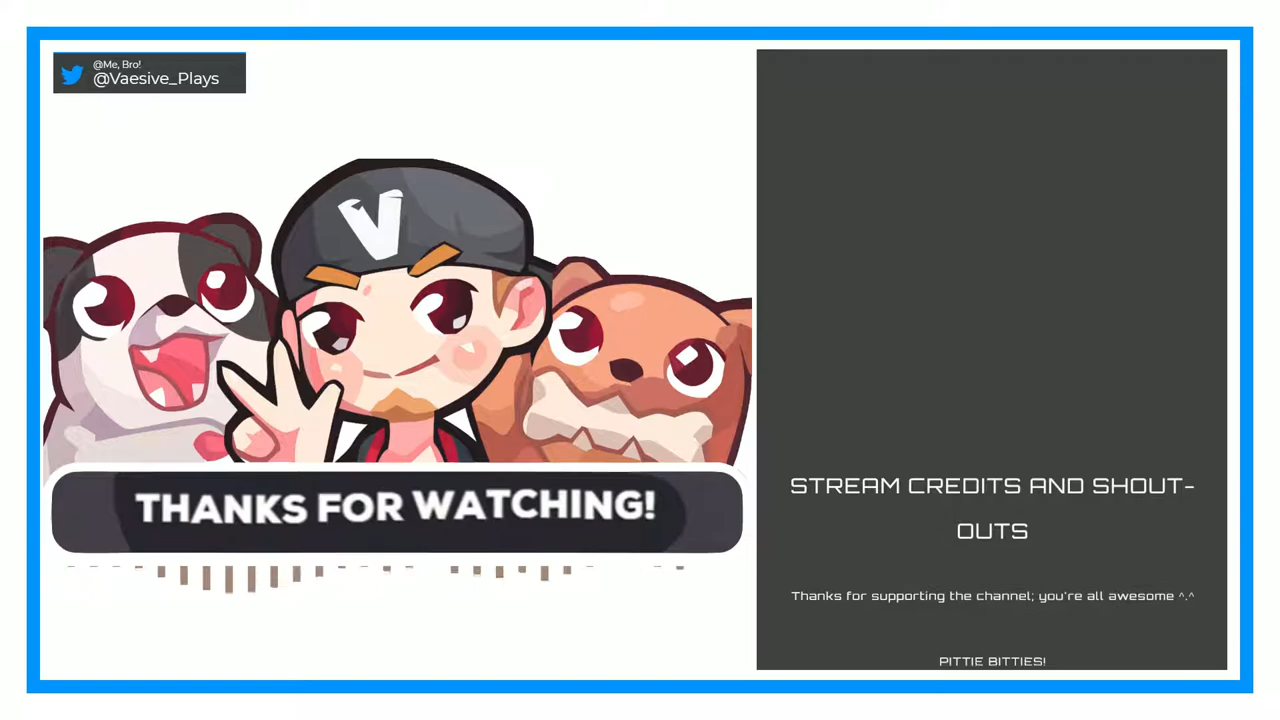 @Me, Bro!
@Vaesive_Plays
V
THANKS FOR WATCHING!
STREAM CREDITS AND SHOUT-
OUTS
Thanks for supporting the channel; you're all awesome ^.^
PITTIE BITTIES!